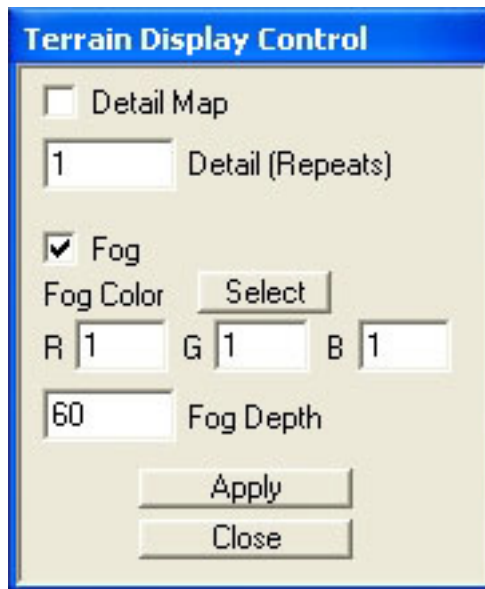 Terrain Display Control
Detail Map
1 Detail (Repeats)
Fog
Fog Color Select
R 1 G 1 B 1
60 Fog Depth
Apply
Close